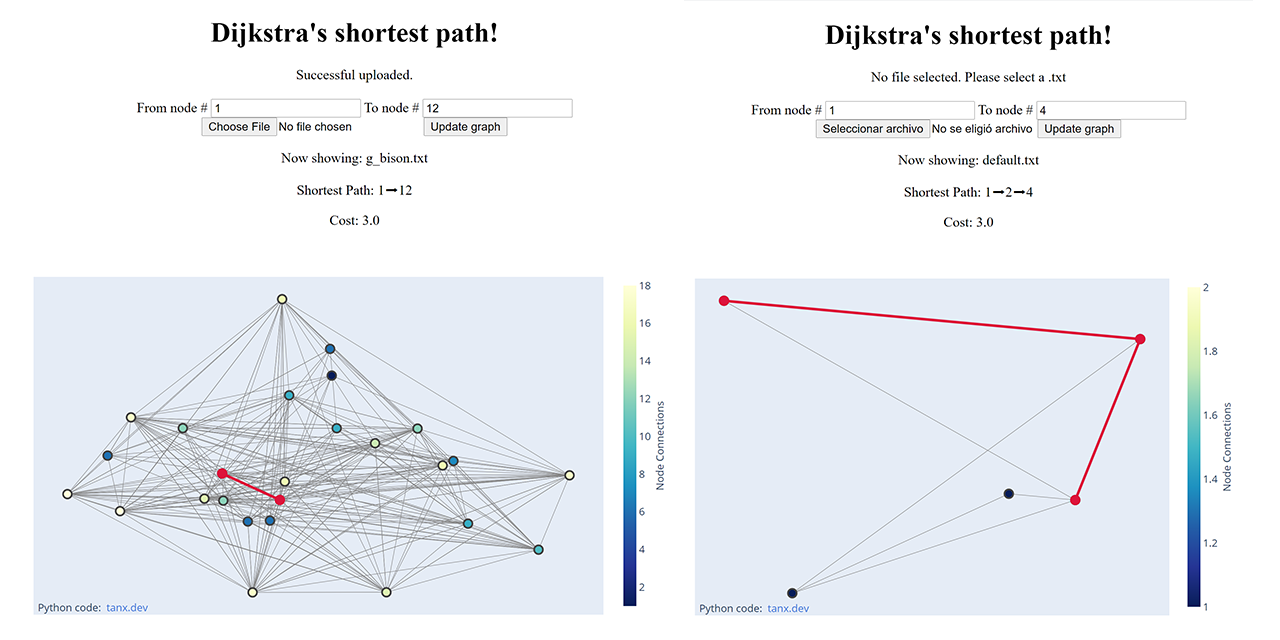 Dijkstra's shortest path!
Successful uploaded.
From node # 1 To node # 12
Choose File No file chosen Update graph
Now showing: g_bison.txt
Shortest Path: 1→12
Cost: 3.0
18
16
14
12
10
8
6
4
2
Node Connections
Python code: tanx.dev
Dijkstra's shortest path!
No file selected. Please select a .txt
From node # 1 To node # 4
Seleccionar archivo No se eligió archivo Update graph
Now showing: default.txt
Shortest Path: 1→2→4
Cost: 3.0
2
1.8
1.6
1.4
1.2
1
Node Connections
Python code: tanx.dev